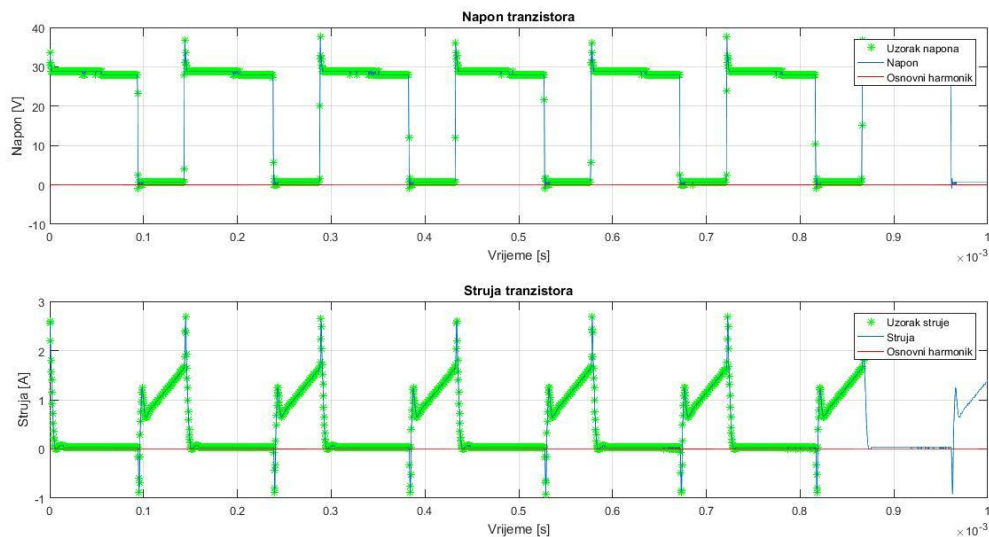 Napon tranzistora
40
30
20
10
0
-10
Napon [V]
Uzorak napona
Napon
Osnovni harmonik
0 0.1 0.2 0.3 0.4 0.5 0.6 0.7 0.8 0.9 1
Vrijeme [s]
×10-3
Struja tranzistora
3
2
1
0
-1
Struja [A]
Uzorak struje
Struja
Osnovni harmonik
0 0.1 0.2 0.3 0.4 0.5 0.6 0.7 0.8 0.9 1
Vrijeme [s]
×10-3